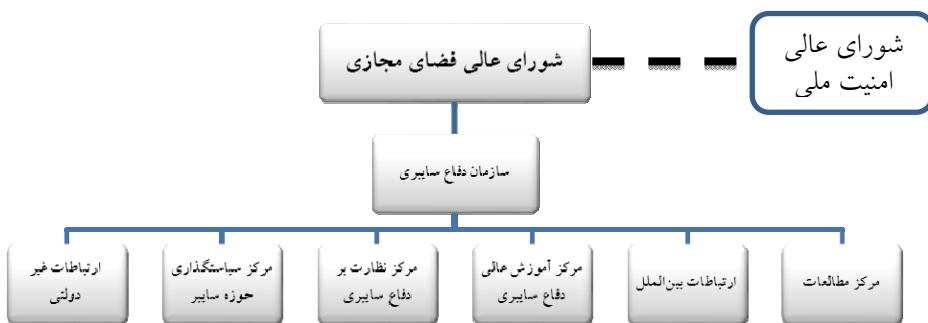 شورای عالی فضای مجازی
شورای عالی
امنیت ملی
سازمان دفاع سایبری
مرکز مطالعات
ارتباطات بین‌الملل
مرکز آموزش عالی
دفاع سایبری
مرکز نظارت بر
دفاع سایبری
مرکز سیاستگذاری
حوزه سایبر
ارتباطات غیر
دولتی